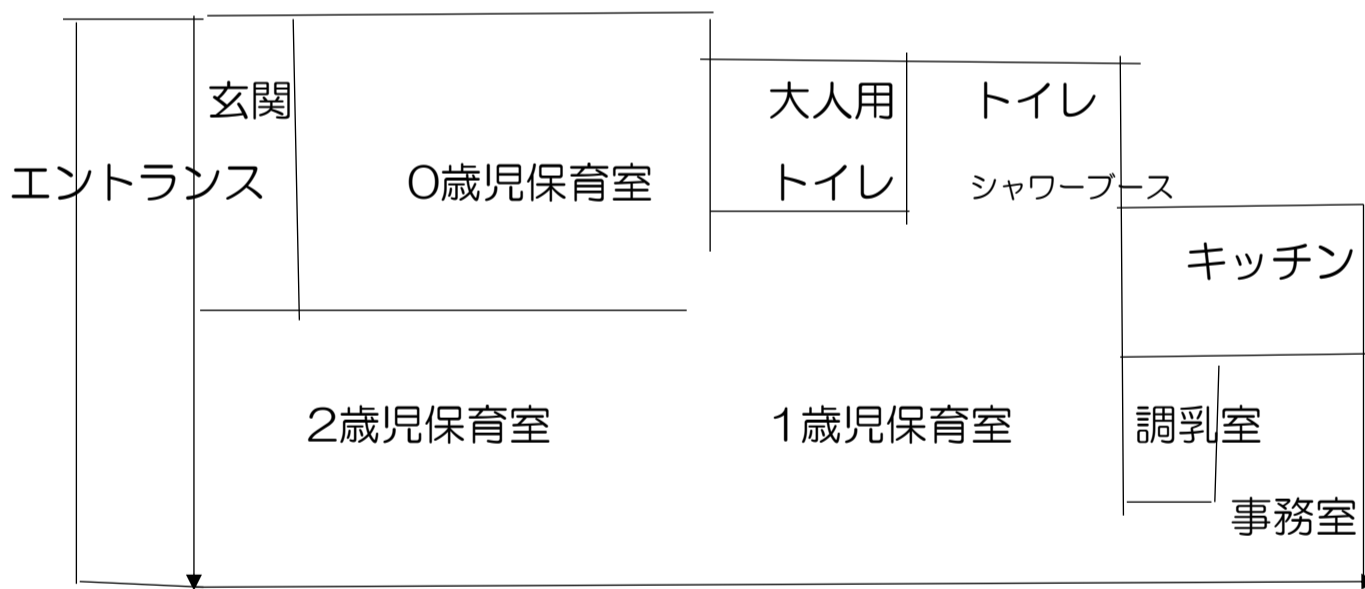 玄関
大人用
トイレ
トイレ
エントランス
0歳児保育室
シャワーブース
キッチン
2歳児保育室
1歳児保育室
調乳室
事務室